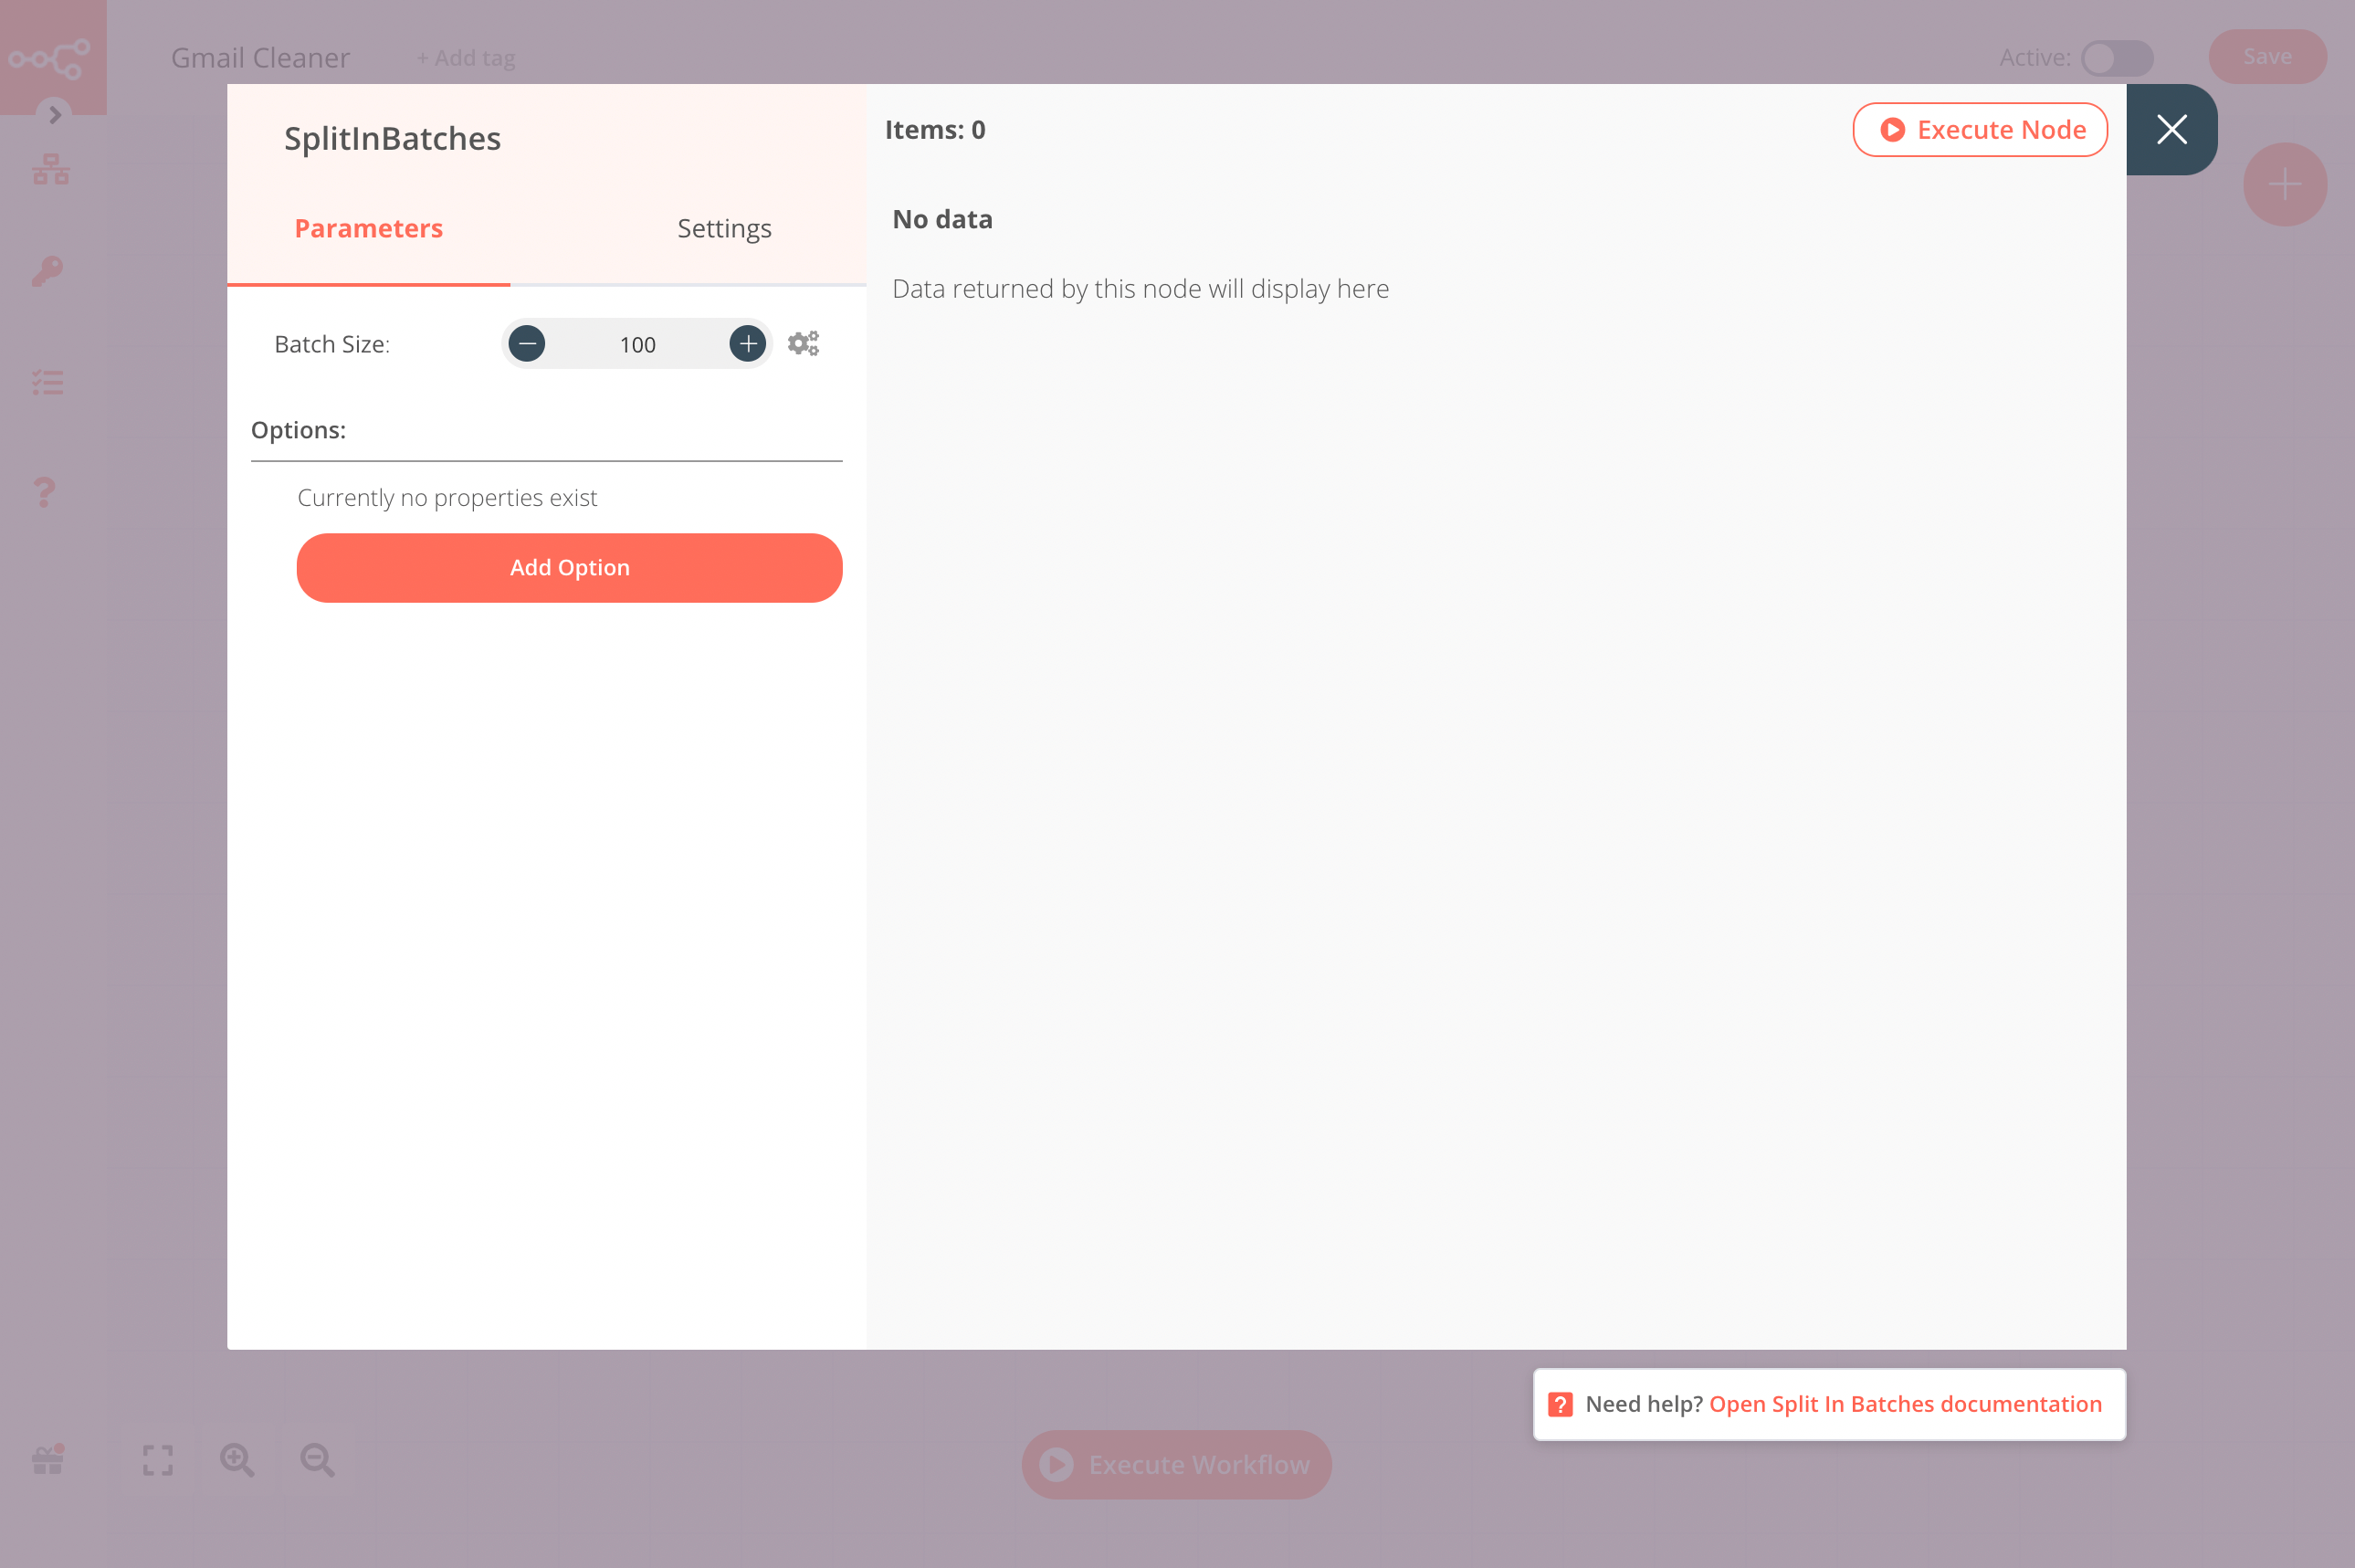 Gmail Cleaner
+ Add tag
Active:
Save
SplitInBatches
Parameters
Settings
Batch Size:
100
Options:
Currently no properties exist
Add Option
Items: 0
Execute Node
No data
Data returned by this node will display here
Need help? Open Split In Batches documentation
Execute Workflow